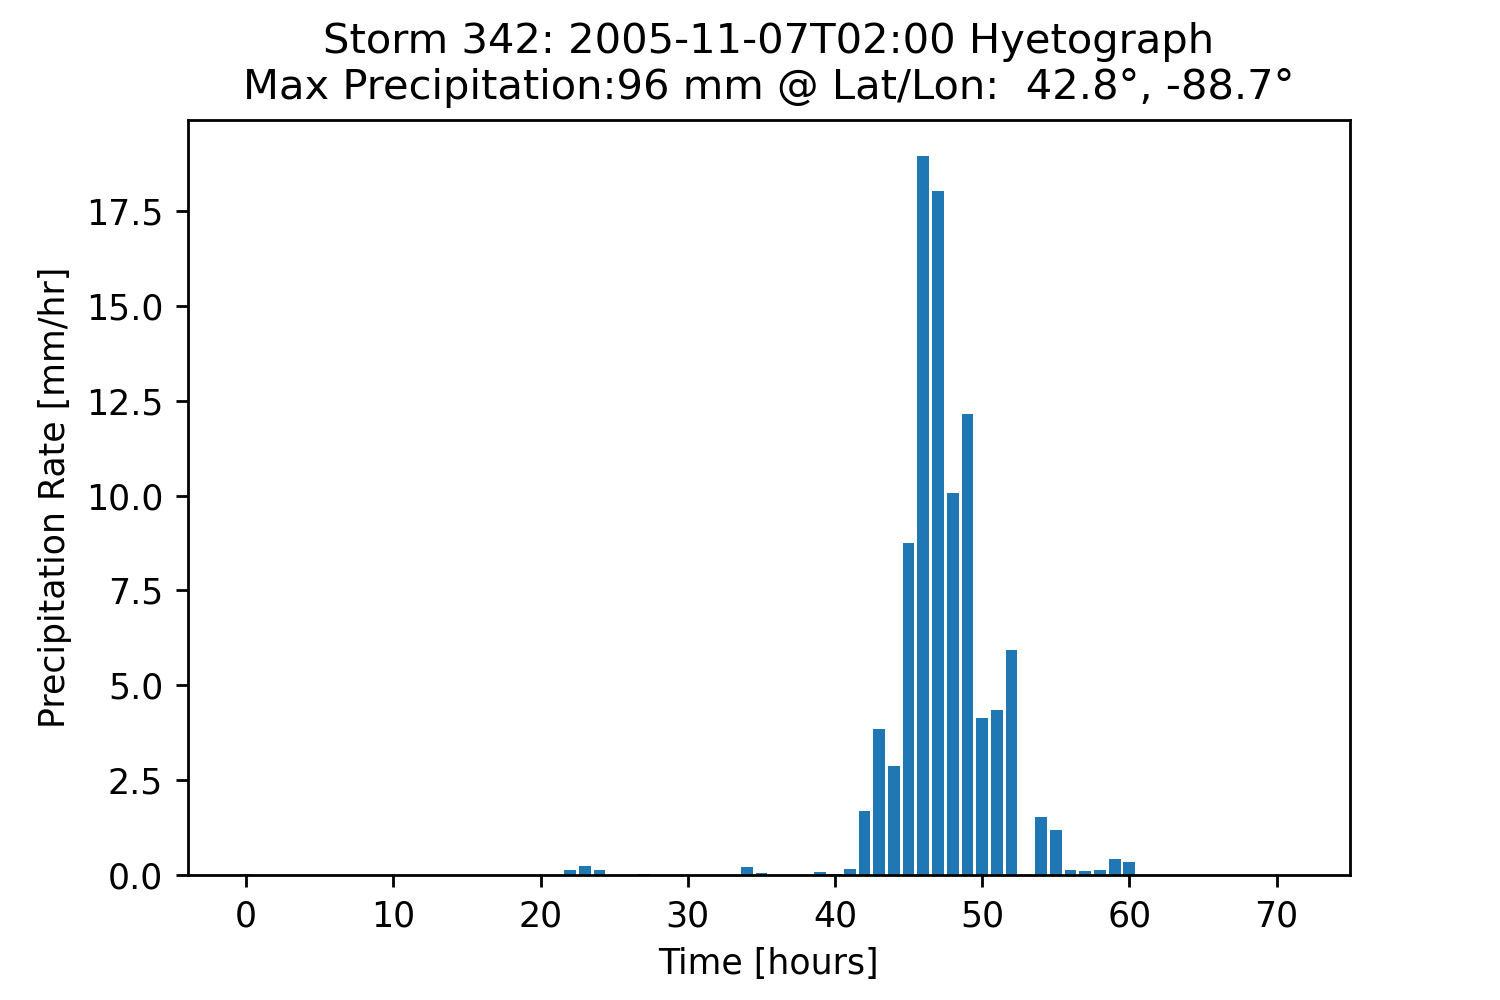 Storm 342: 2005-11-07T02:00 Hyetograph
Max Precipitation:96 mm @ Lat/Lon:  42.8°, -88.7°
Precipitation Rate [mm/hr]
17.5
15.0
12.5
10.0
7.5
5.0
2.5
0.0
0 10 20 30 40 50 60 70
Time [hours]